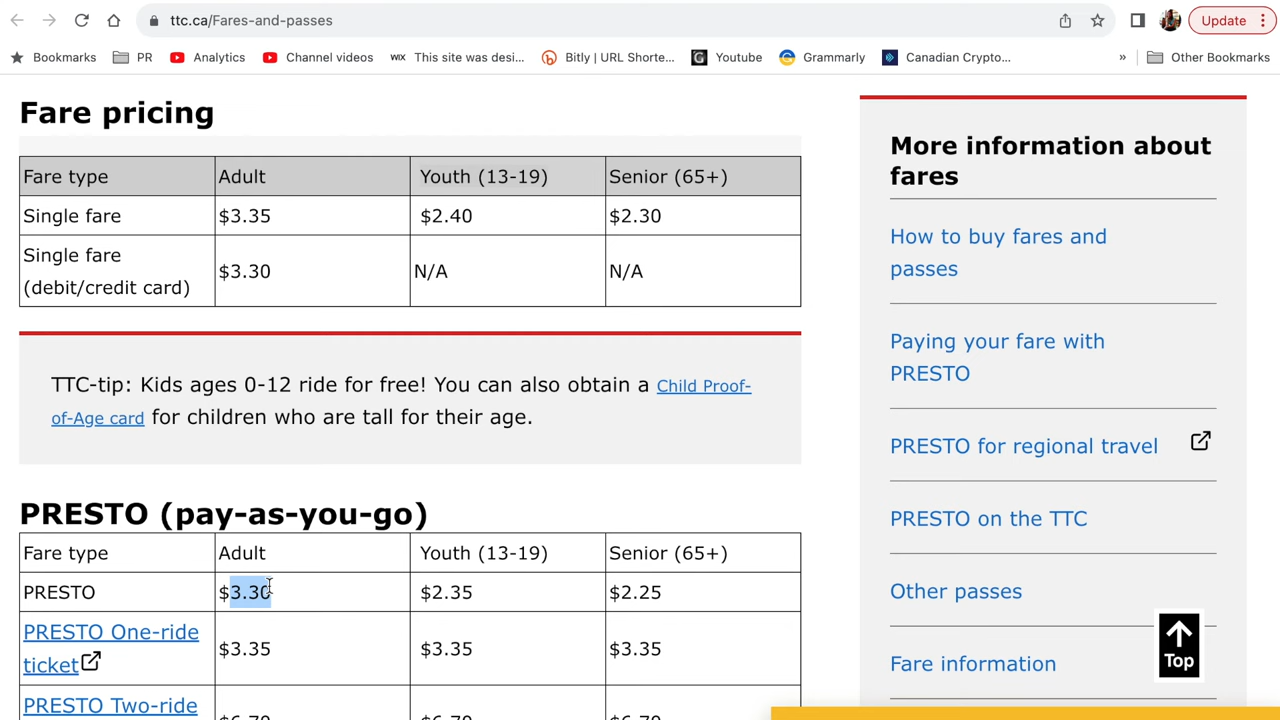 ttc.ca/Fares-and-passes
Update
Bookmarks PR Analytics Channel videos WiX This site was desi... Bitly | URL Shorte... Youtube Grammarly Canadian Crypto... » Other Bookmarks
Fare pricing
Fare type Adult Youth (13-19) Senior (65+)
Single fare $3.35 $2.40 $2.30
Single fare
(debit/credit card) $3.30 N/A N/A
TTC-tip: Kids ages 0-12 ride for free! You can also obtain a Child Proof-
of-Age card for children who are tall for their age.
PRESTO (pay-as-you-go)
Fare type Adult Youth (13-19) Senior (65+)
PRESTO $3.30 $2.35 $2.25
PRESTO One-ride
ticket $3.35 $3.35 $3.35
PRESTO Two-ride
$6.70 $6.70 $6.70
More information about
fares
How to buy fares and
passes
Paying your fare with
PRESTO
PRESTO for regional travel
PRESTO on the TTC
Other passes
Fare information
Top